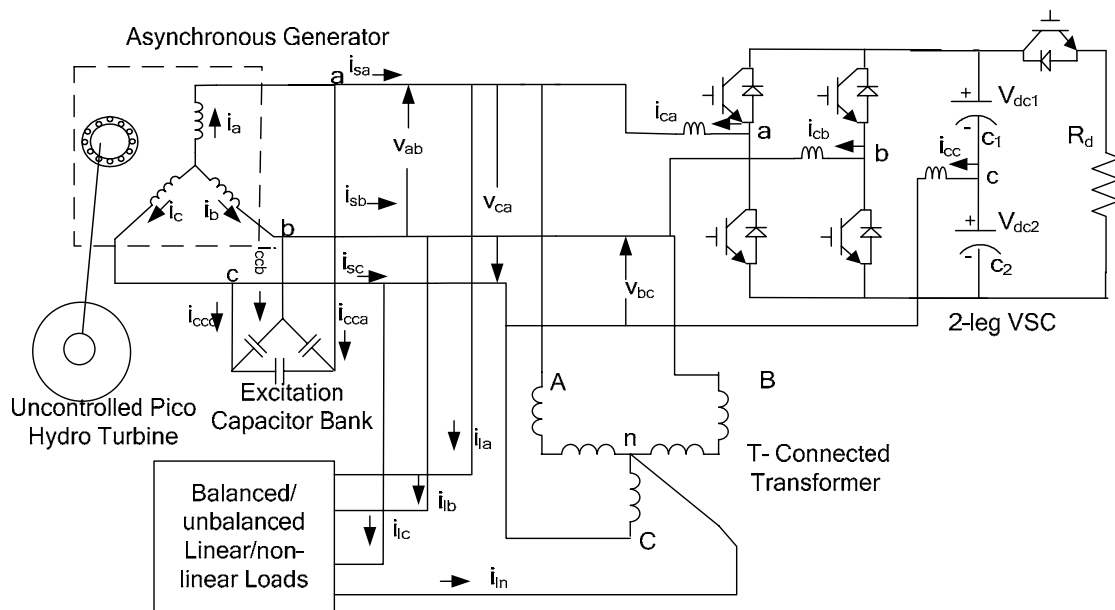 Asynchronous Generator
i_sa
a
i_a
v_ab
i_sb
v_ca
i_c
i_b
b
i_ccb
c
i_sc
i_ccc
i_cca
Excitation
Capacitor Bank
Uncontrolled Pico
Hydro Turbine
i_ca
a
i_cb
b
i_cc
c
V_dc1
+
-
c_1
R_d
+
V_dc2
-
c_2
v_bc
2-leg VSC
A
B
n
C
T- Connected
Transformer
i_la
i_lb
i_lc
i_ln
Balanced/
unbalanced
Linear/non-
linear Loads